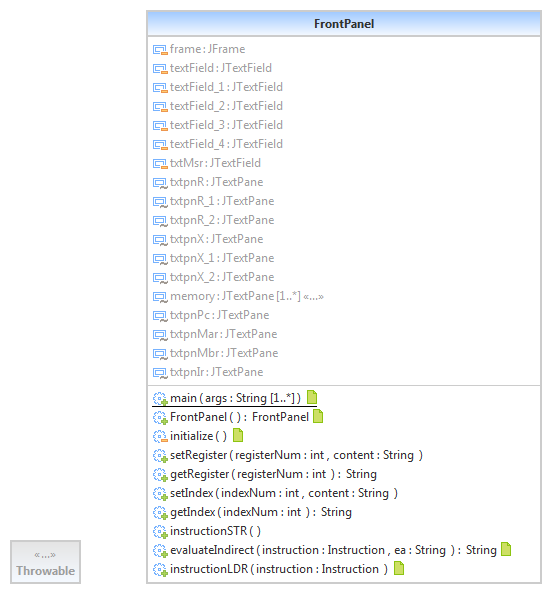 FrontPanel
frame : JFrame
textField : JTextField
textField_1 : JTextField
textField_2 : JTextField
textField_3 : JTextField
textField_4 : JTextField
txtMsr : JTextField
txtpnR : JTextPane
txtpnR_1 : JTextPane
txtpnR_2 : JTextPane
txtpnX : JTextPane
txtpnX_1 : JTextPane
txtpnX_2 : JTextPane
memory : JTextPane [1..*] «...»
txtpnPc : JTextPane
txtpnMar : JTextPane
txtpnMbr : JTextPane
txtpnIr : JTextPane
main ( args : String [1..*] )
FrontPanel ( ) : FrontPanel
initialize ( )
setRegister ( registerNum : int , content : String )
getRegister ( registerNum : int ) : String
setIndex ( indexNum : int , content : String )
getIndex ( indexNum : int ) : String
instructionSTR ( )
evaluateIndirect ( instruction : Instruction , ea : String ) : String
instructionLDR ( instruction : Instruction )
«...»
Throwable